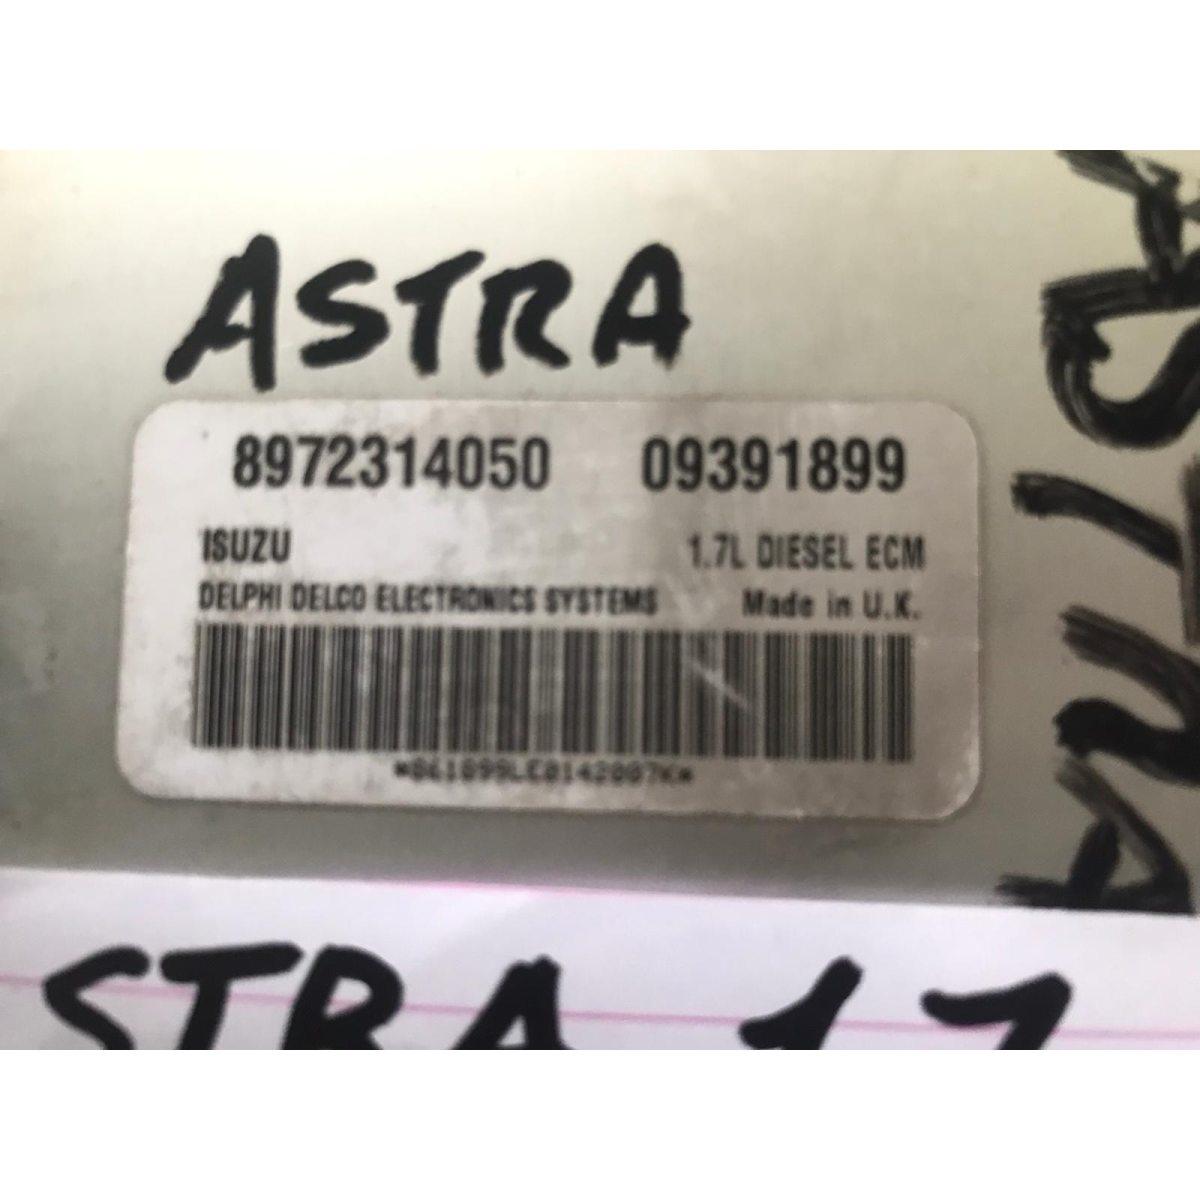 ASTRA
8972314050 09391899
ISUZU 1.7L DIESEL ECM
DELPHI DELCO ELECTRONICS SYSTEMS Made in U.K.
STRA 1.7